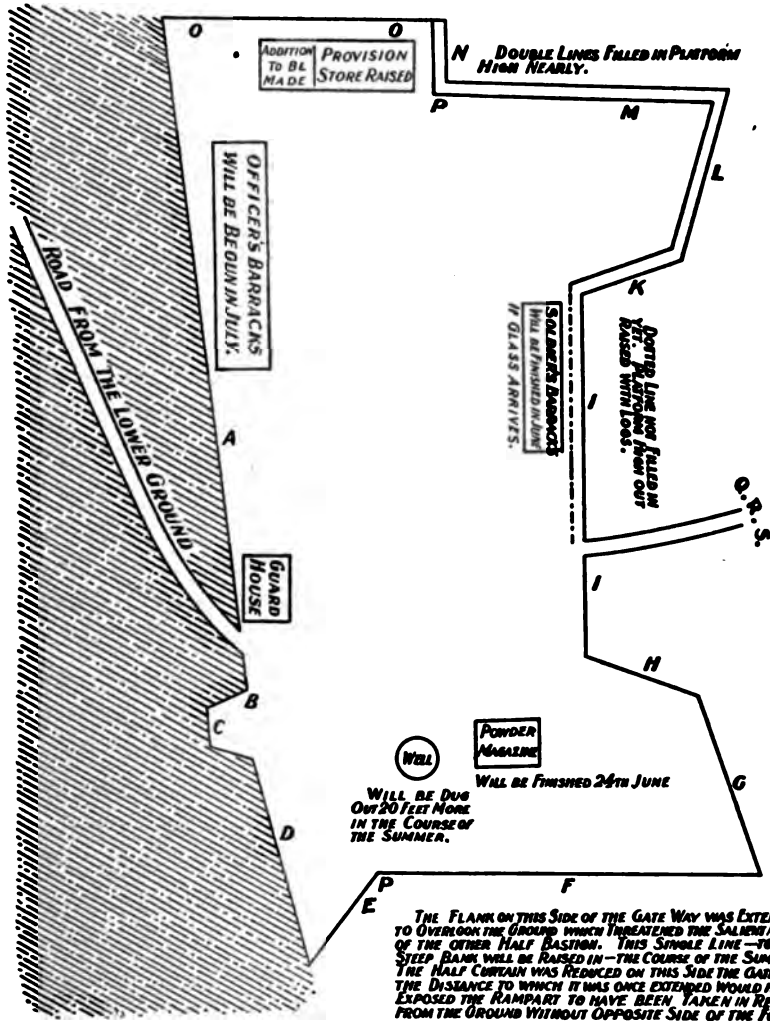 O O
ADDITION
TO BE
MADE
PROVISION
STORE RAISED
N
DOUBLE LINES FILLED IN PLATFORM
HIGH NEARLY.
P
M
L
OFFICER'S BARRACKS
WILL BE BEGUN IN JULY.
K
ROAD FROM THE LOWER GROUND
SOLDIER'S BARRACKS
WILL BE FINISHED IN JUNE
IF GLASS ARRIVES.
DOTTED LINE NOT FILLED IN
YET. PLATFORM HIGH OUT
RAISED WITH LOGS.
I
A
Q. R. S.
GUARD
HOUSE
I
H
B
C
POWDER
MAGAZINE
WELL
WILL BE FINISHED 24TH JUNE
G
WILL BE DUG
OUT 20 FEET MORE
IN THE COURSE OF
THE SUMMER.
D
P
F
E
THE FLANK ON THIS SIDE OF THE GATE WAY WAS EXTE
TO OVERLOOK THE GROUND WHICH THREATENED THE SALIENT
OF THE OTHER HALF BASTION. THIS SINGLE LINE—TO
STEEP BANK WILL BE RAISED IN—THE COURSE OF THE SUM
THE HALF CURTAIN WAS REDUCED ON THIS SIDE THE GATE
THE DISTANCE TO WHICH IT WAS ONCE EXTENDED WOULD
EXPOSED THE RAMPART TO HAVE BEEN TAKEN IN RE
FROM THE GROUND WITHOUT OPPOSITE SIDE OF THE